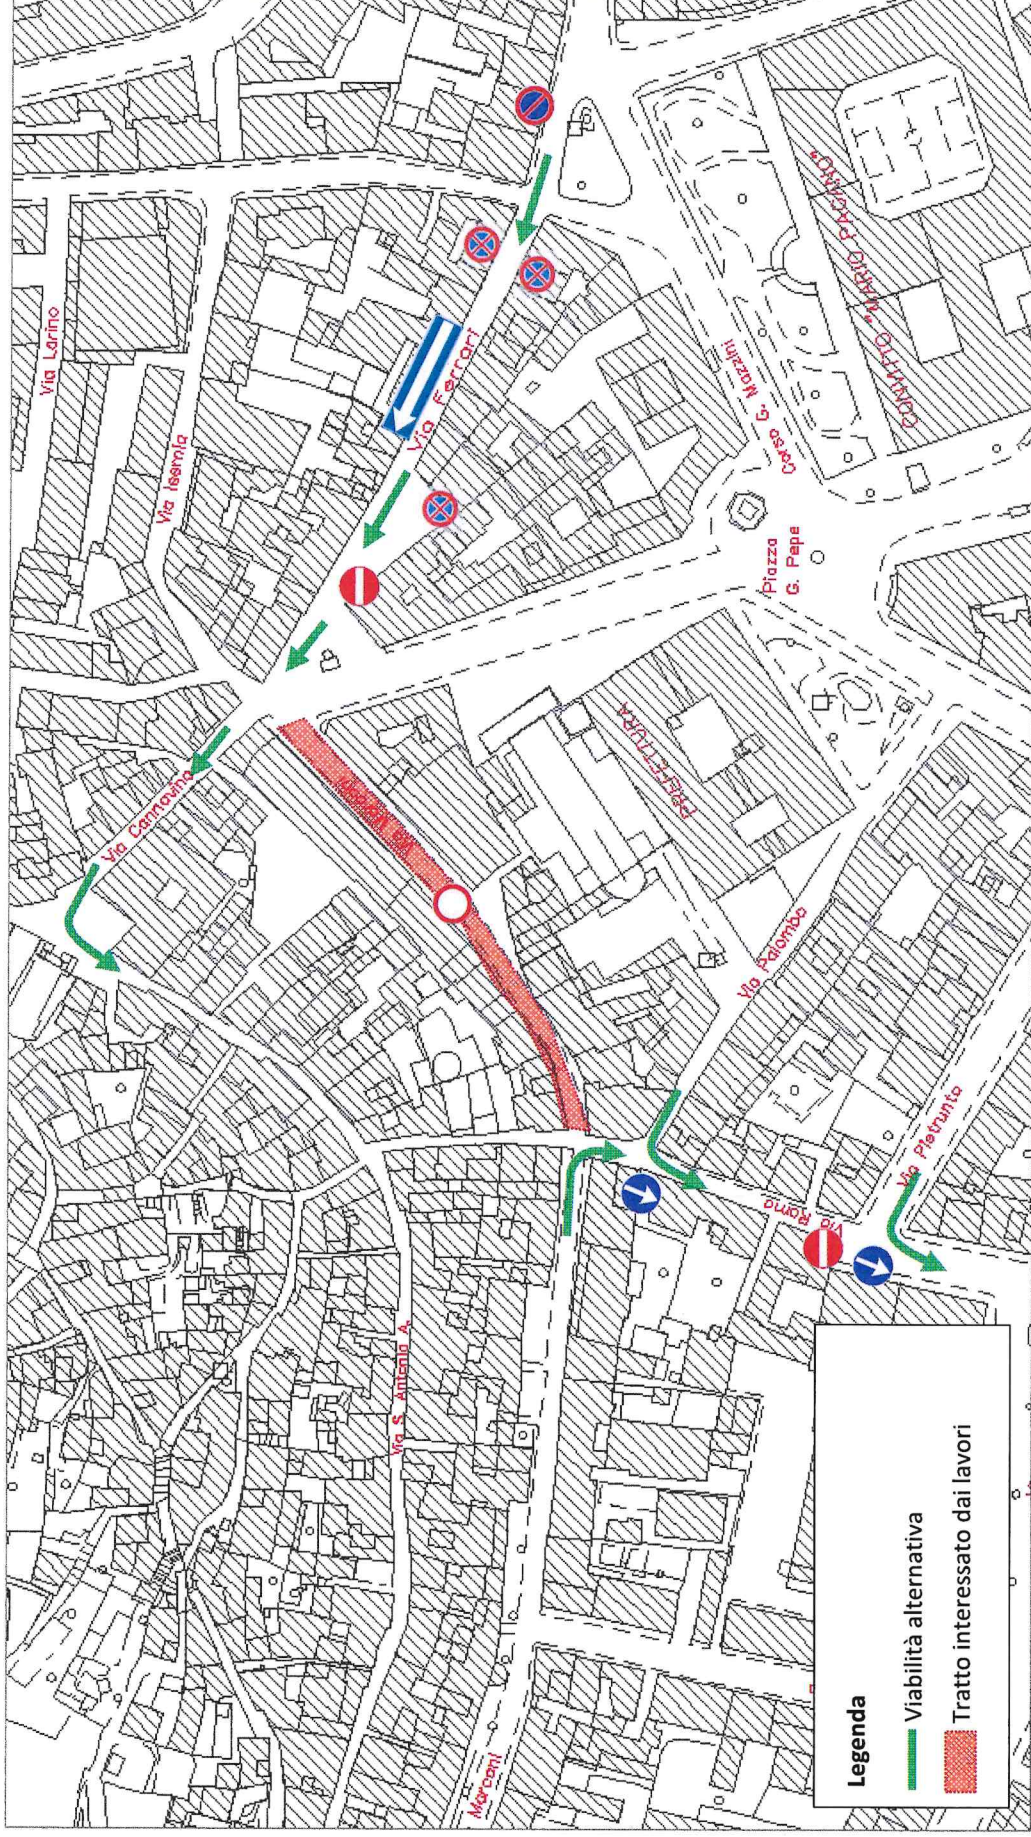 Via Larino
Via Isernia
Via Ferrari
Corso G. Mazzini
CONVITTO "MARIO PAGANO"
Piazza
G. Pepe
PREFETTURA
Via Cannavina
Via Palombo
Via Pietrunto
Via Roma
Via S. Antonio A.
Marconi
Legenda
Viabilità alternativa
Tratto interessato dai lavori